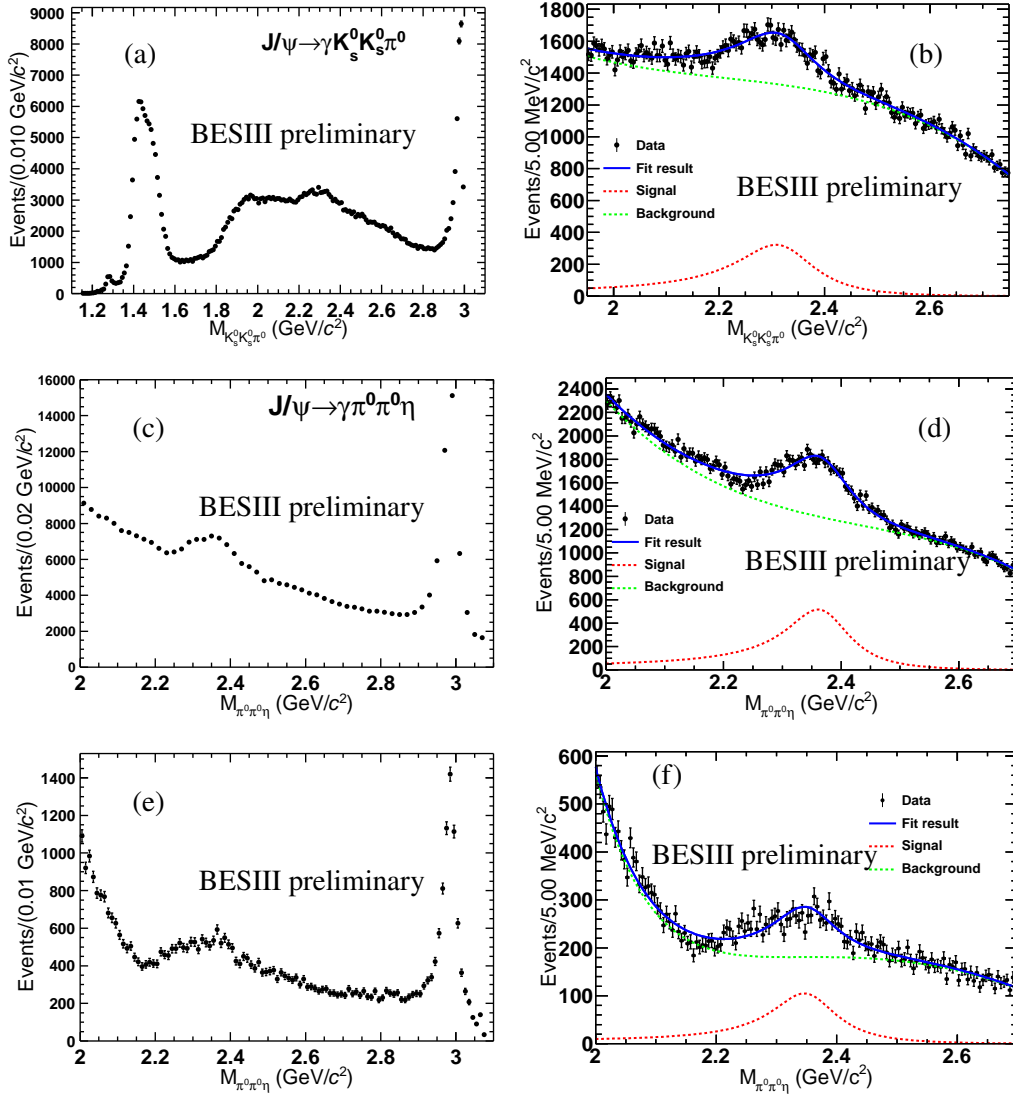 (a)
J/ψ→γK⁰ₛK⁰ₛπ⁰
BESIII preliminary
Events/(0.010 GeV/c²)
9000
8000
7000
6000
5000
4000
3000
2000
1000
0
1.2 1.4 1.6 1.8 2 2.2 2.4 2.6 2.8 3
M_{K⁰ₛK⁰ₛπ⁰} (GeV/c²)
(b)
Events/5.00 MeV/c²
1800
1600
1400
1200
1000
800
600
400
200
0
Data
Fit result
Signal
Background
BESIII preliminary
2 2.2 2.4 2.6
M_{K⁰ₛK⁰ₛπ⁰} (GeV/c²)
(c)
J/ψ→γπ⁰π⁰η
BESIII preliminary
Events/(0.02 GeV/c²)
16000
14000
12000
10000
8000
6000
4000
2000
0
2 2.2 2.4 2.6 2.8 3
M_{π⁰π⁰η} (GeV/c²)
(d)
Events/5.00 MeV/c²
2400
2200
2000
1800
1600
1400
1200
1000
800
600
400
200
0
Data
Fit result
Signal
Background
BESIII preliminary
2 2.2 2.4 2.6
M_{π⁰π⁰η} (GeV/c²)
(e)
BESIII preliminary
Events/(0.01 GeV/c²)
1400
1200
1000
800
600
400
200
0
2 2.2 2.4 2.6 2.8 3
M_{π⁰π⁰η} (GeV/c²)
(f)
Events/5.00 MeV/c²
600
500
400
300
200
100
0
Data
Fit result
Signal
Background
BESIII preliminary
2 2.2 2.4 2.6
M_{π⁰π⁰η} (GeV/c²)